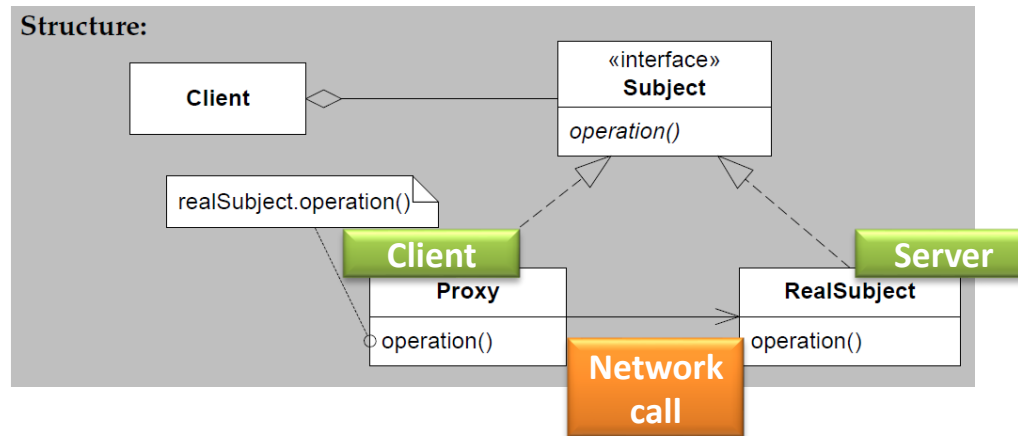 Structure:
Client
«interface»
Subject
operation()
realSubject.operation()
Client
Server
Proxy
RealSubject
operation()
operation()
Network
call